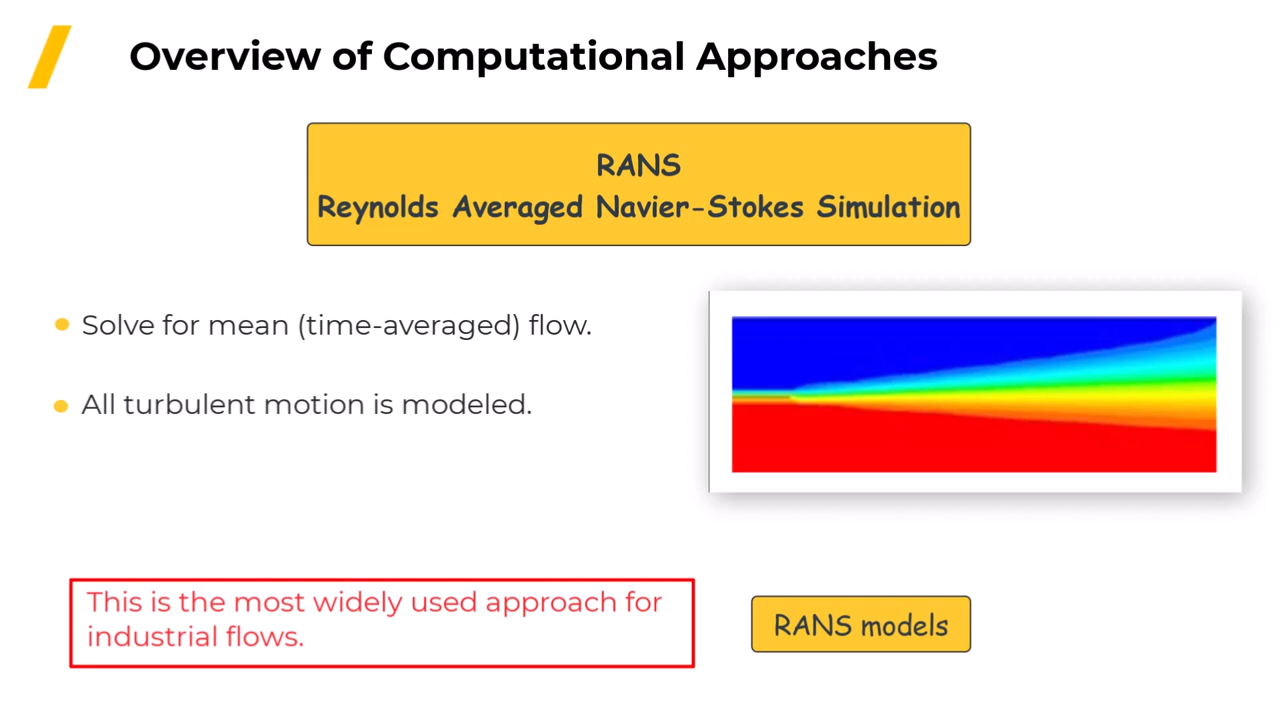 Overview of Computational Approaches
RANS
Reynolds Averaged Navier-Stokes Simulation
Solve for mean (time-averaged) flow.
All turbulent motion is modeled.
This is the most widely used approach for
industrial flows.
RANS models